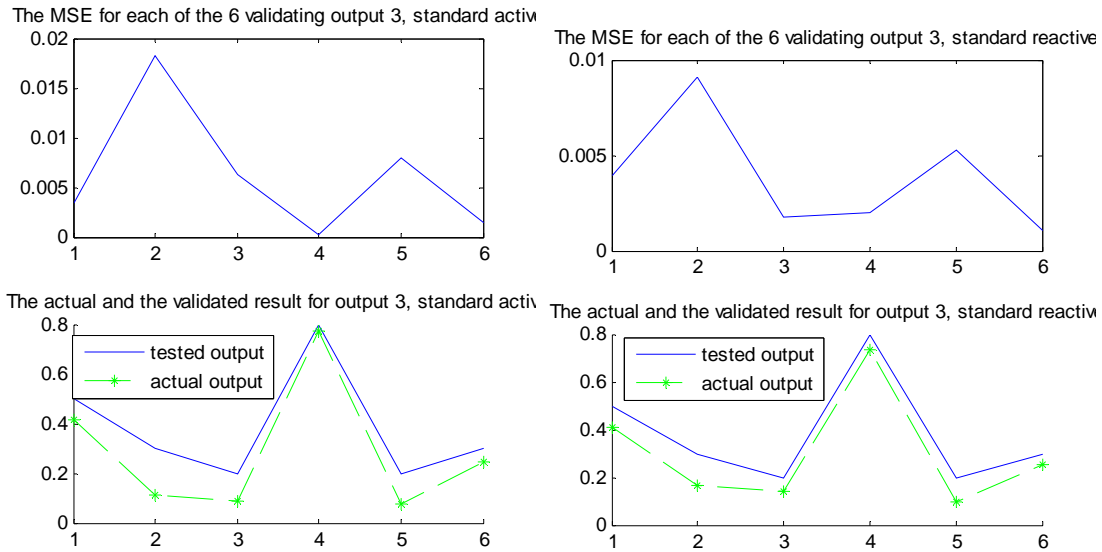 The MSE for each of the 6 validating output 3, standard activ
0.02
0.015
0.01
0.005
0
1 2 3 4 5 6
The MSE for each of the 6 validating output 3, standard reactive
0.01
0.005
0
1 2 3 4 5 6
The actual and the validated result for output 3, standard activ
0.8
0.6
0.4
0.2
0
tested output
actual output
1 2 3 4 5 6
The actual and the validated result for output 3, standard reactive
0.8
0.6
0.4
0.2
0
tested output
actual output
1 2 3 4 5 6